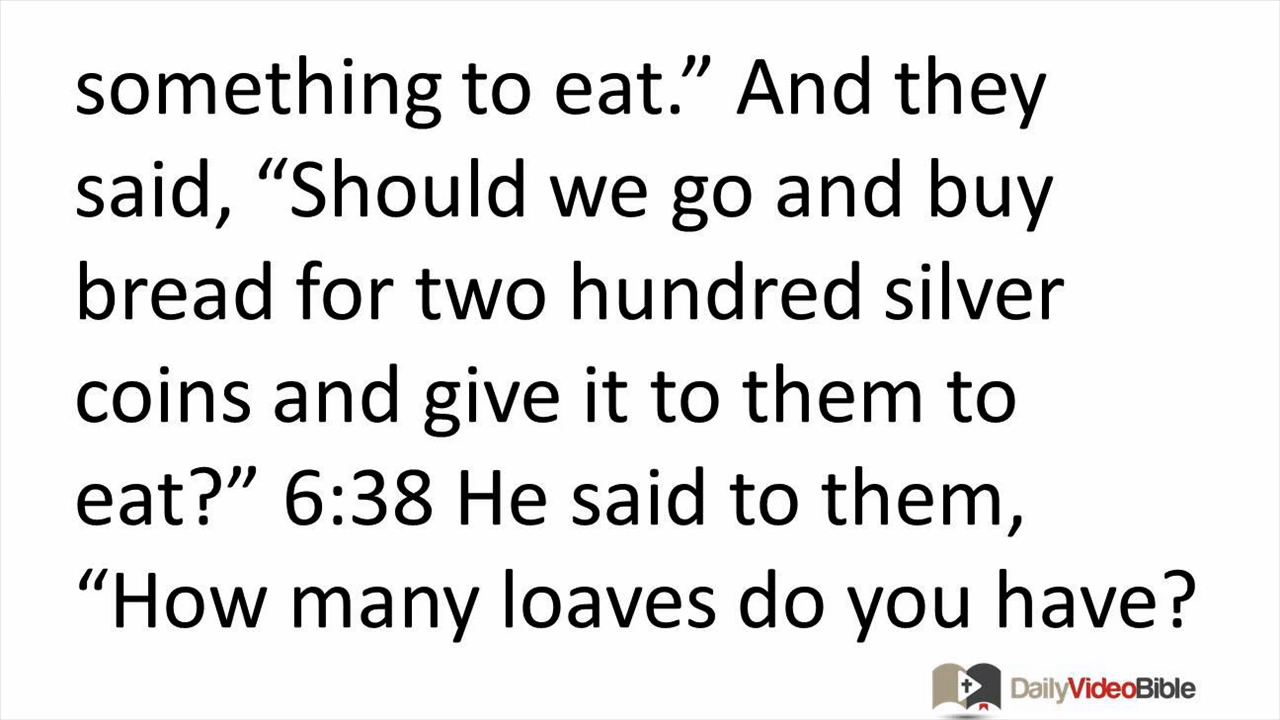 something to eat.” And they
said, “Should we go and buy
bread for two hundred silver
coins and give it to them to
eat?” 6:38 He said to them,
“How many loaves do you have?
DailyVideoBible